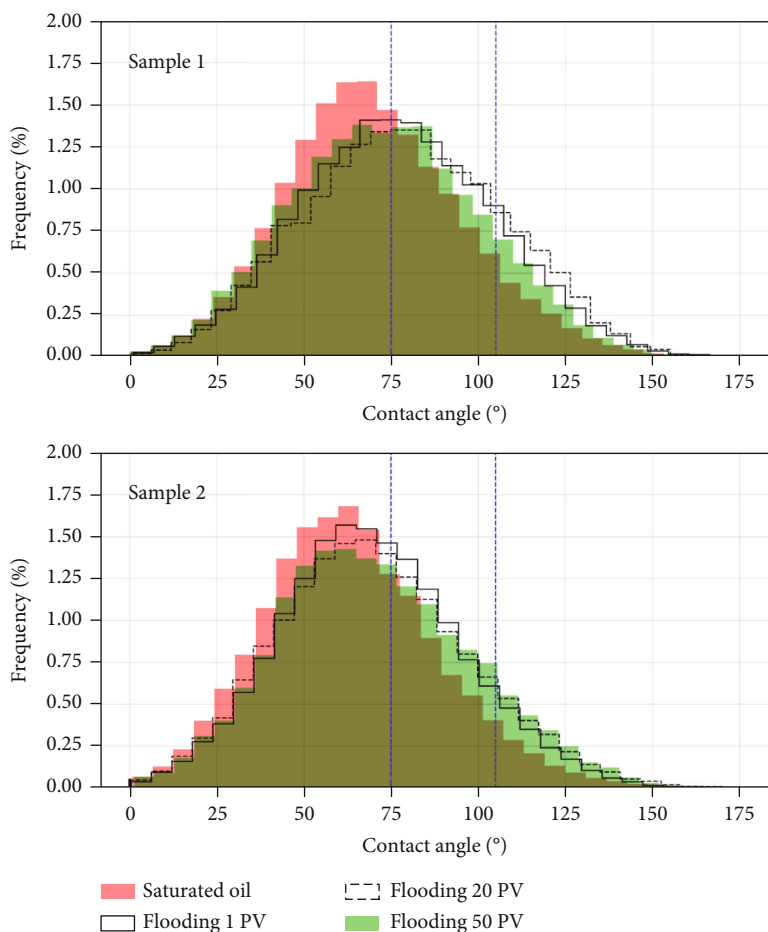 2.00
1.75
1.50
1.25
1.00
0.75
0.50
0.25
0.00
Frequency (%)
Sample 1
0 25 50 75 100 125 150 175
Contact angle (°)
2.00
1.75
1.50
1.25
1.00
0.75
0.50
0.25
0.00
Frequency (%)
Sample 2
0 25 50 75 100 125 150 175
Contact angle (°)
Saturated oil
Flooding 20 PV
Flooding 1 PV
Flooding 50 PV